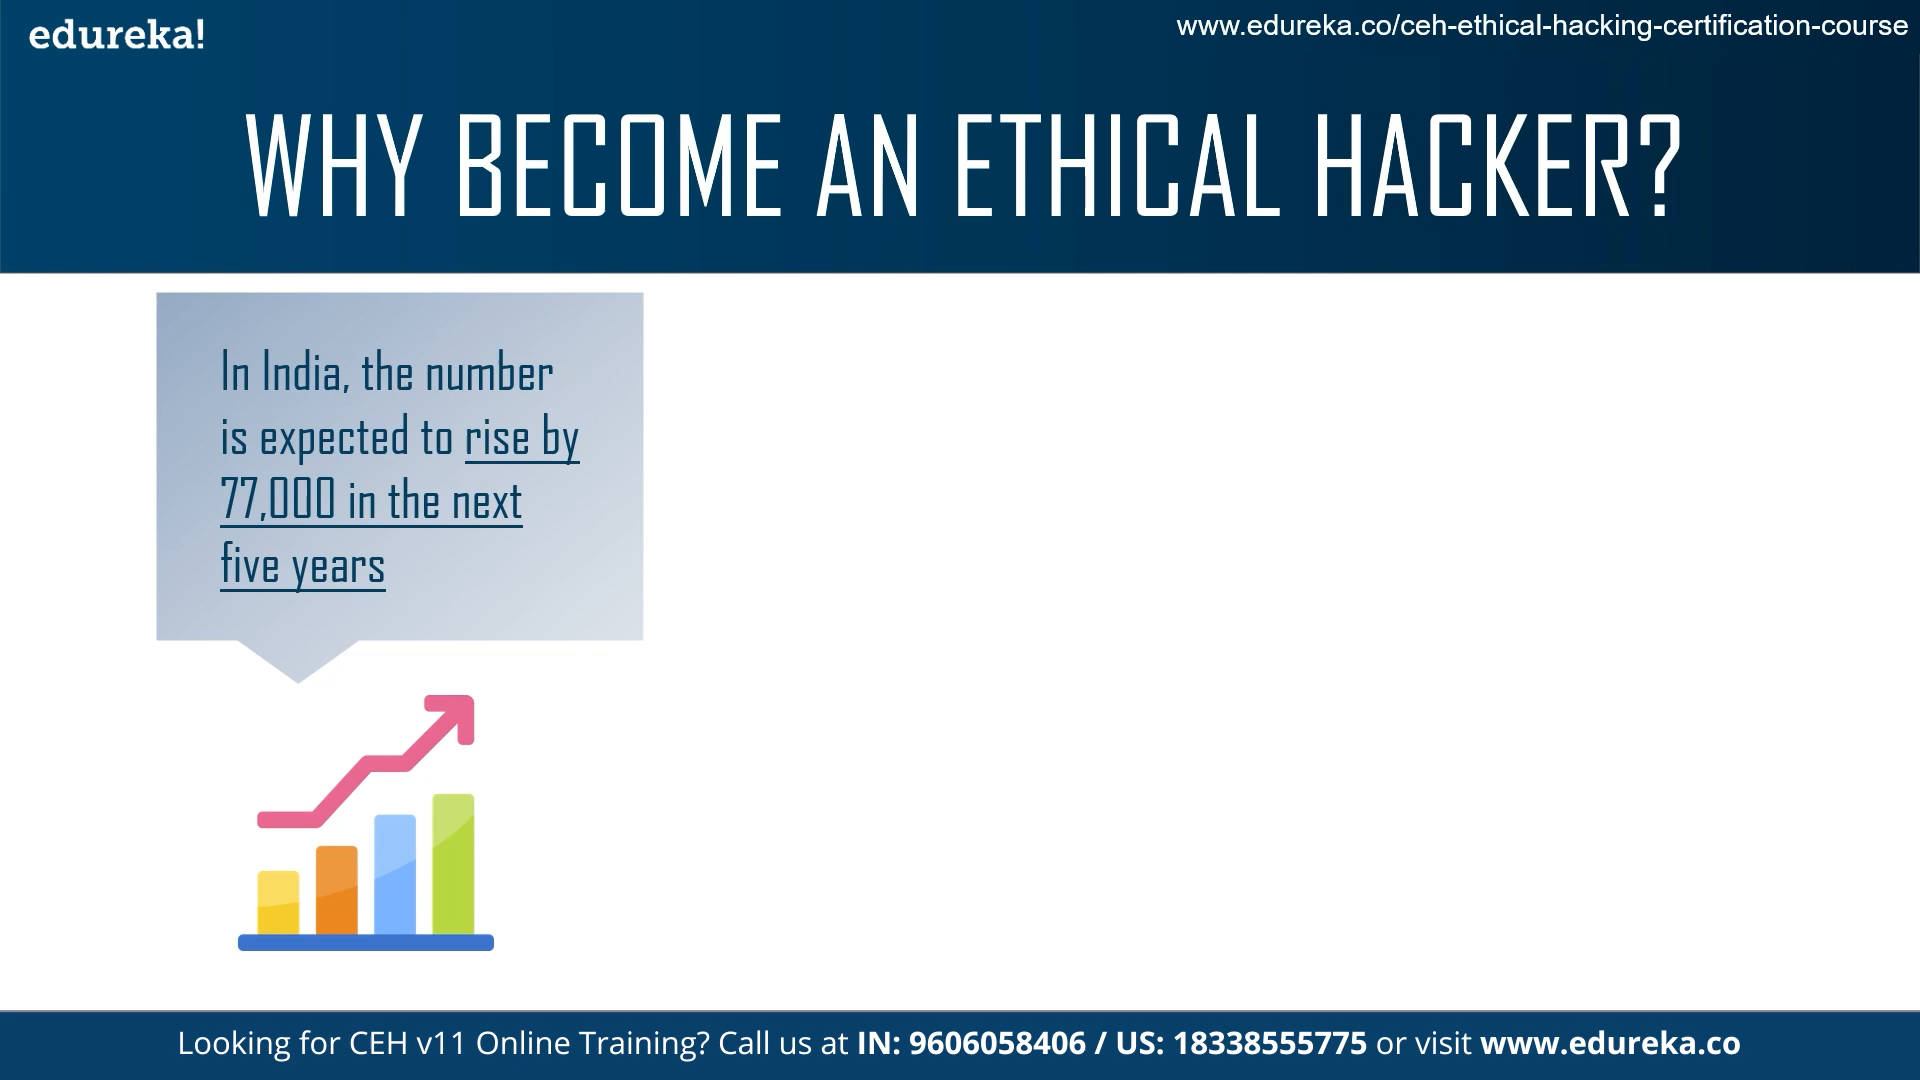 edureka!
www.edureka.co/ceh-ethical-hacking-certification-course
WHY BECOME AN ETHICAL HACKER?
In India, the number
is expected to rise by
77,000 in the next
five years
Looking for CEH v11 Online Training? Call us at IN: 9606058406 / US: 18338555775 or visit www.edureka.co